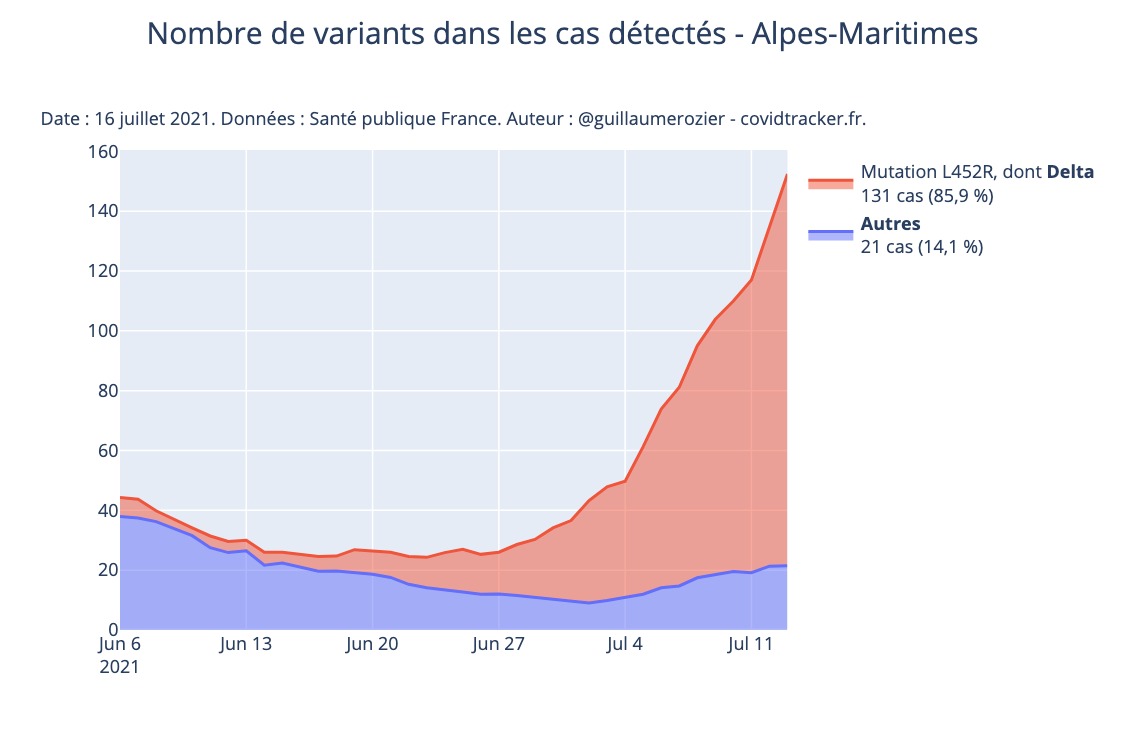 Nombre de variants dans les cas détectés - Alpes-Maritimes
Date : 16 juillet 2021. Données : Santé publique France. Auteur : @guillaumerozier - covidtracker.fr.
160
140
120
100
80
60
40
20
0
Jun 6
2021
Jun 13
Jun 20
Jun 27
Jul 4
Jul 11
Mutation L452R, dont Delta
131 cas (85,9 %)
Autres
21 cas (14,1 %)